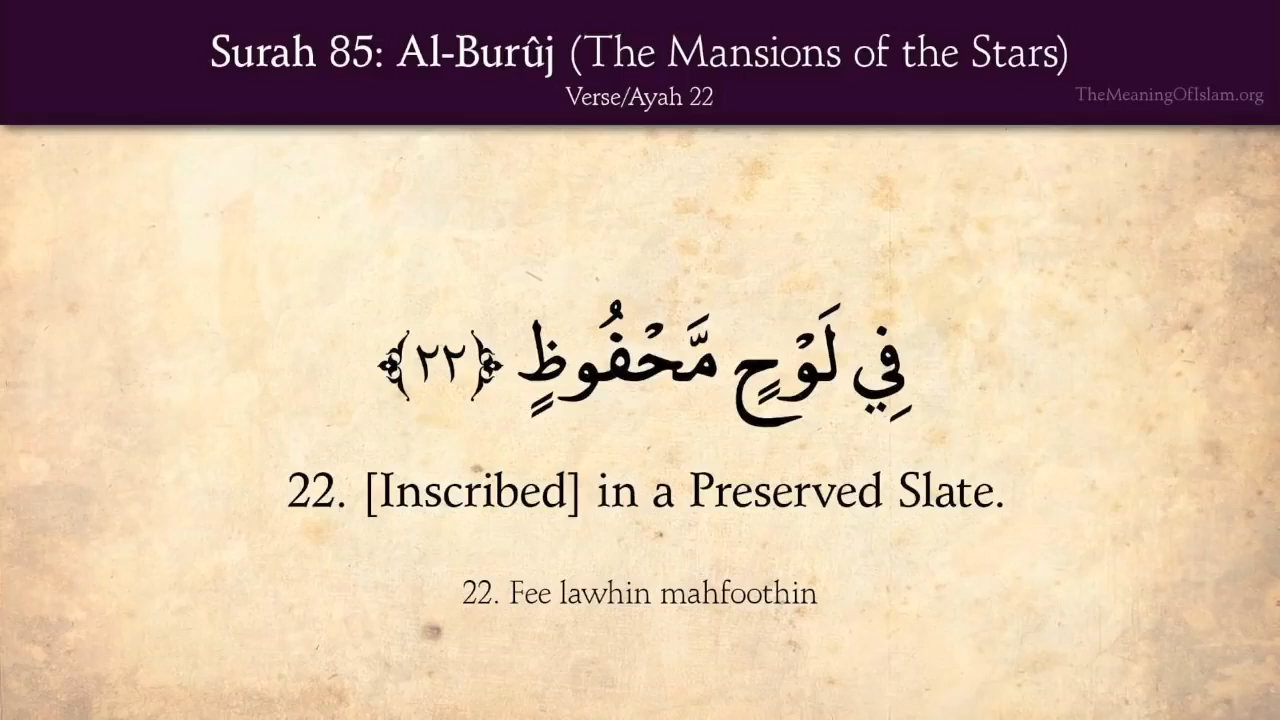 Surah 85: Al-Burûj (The Mansions of the Stars)
Verse/Ayah 22
TheMeaningOfIslam.org
فِي لَوْحٍ مَّحْفُوظٍ ﴿٢٢﴾
22. [Inscribed] in a Preserved Slate.
22. Fee lawhin mahfoothin